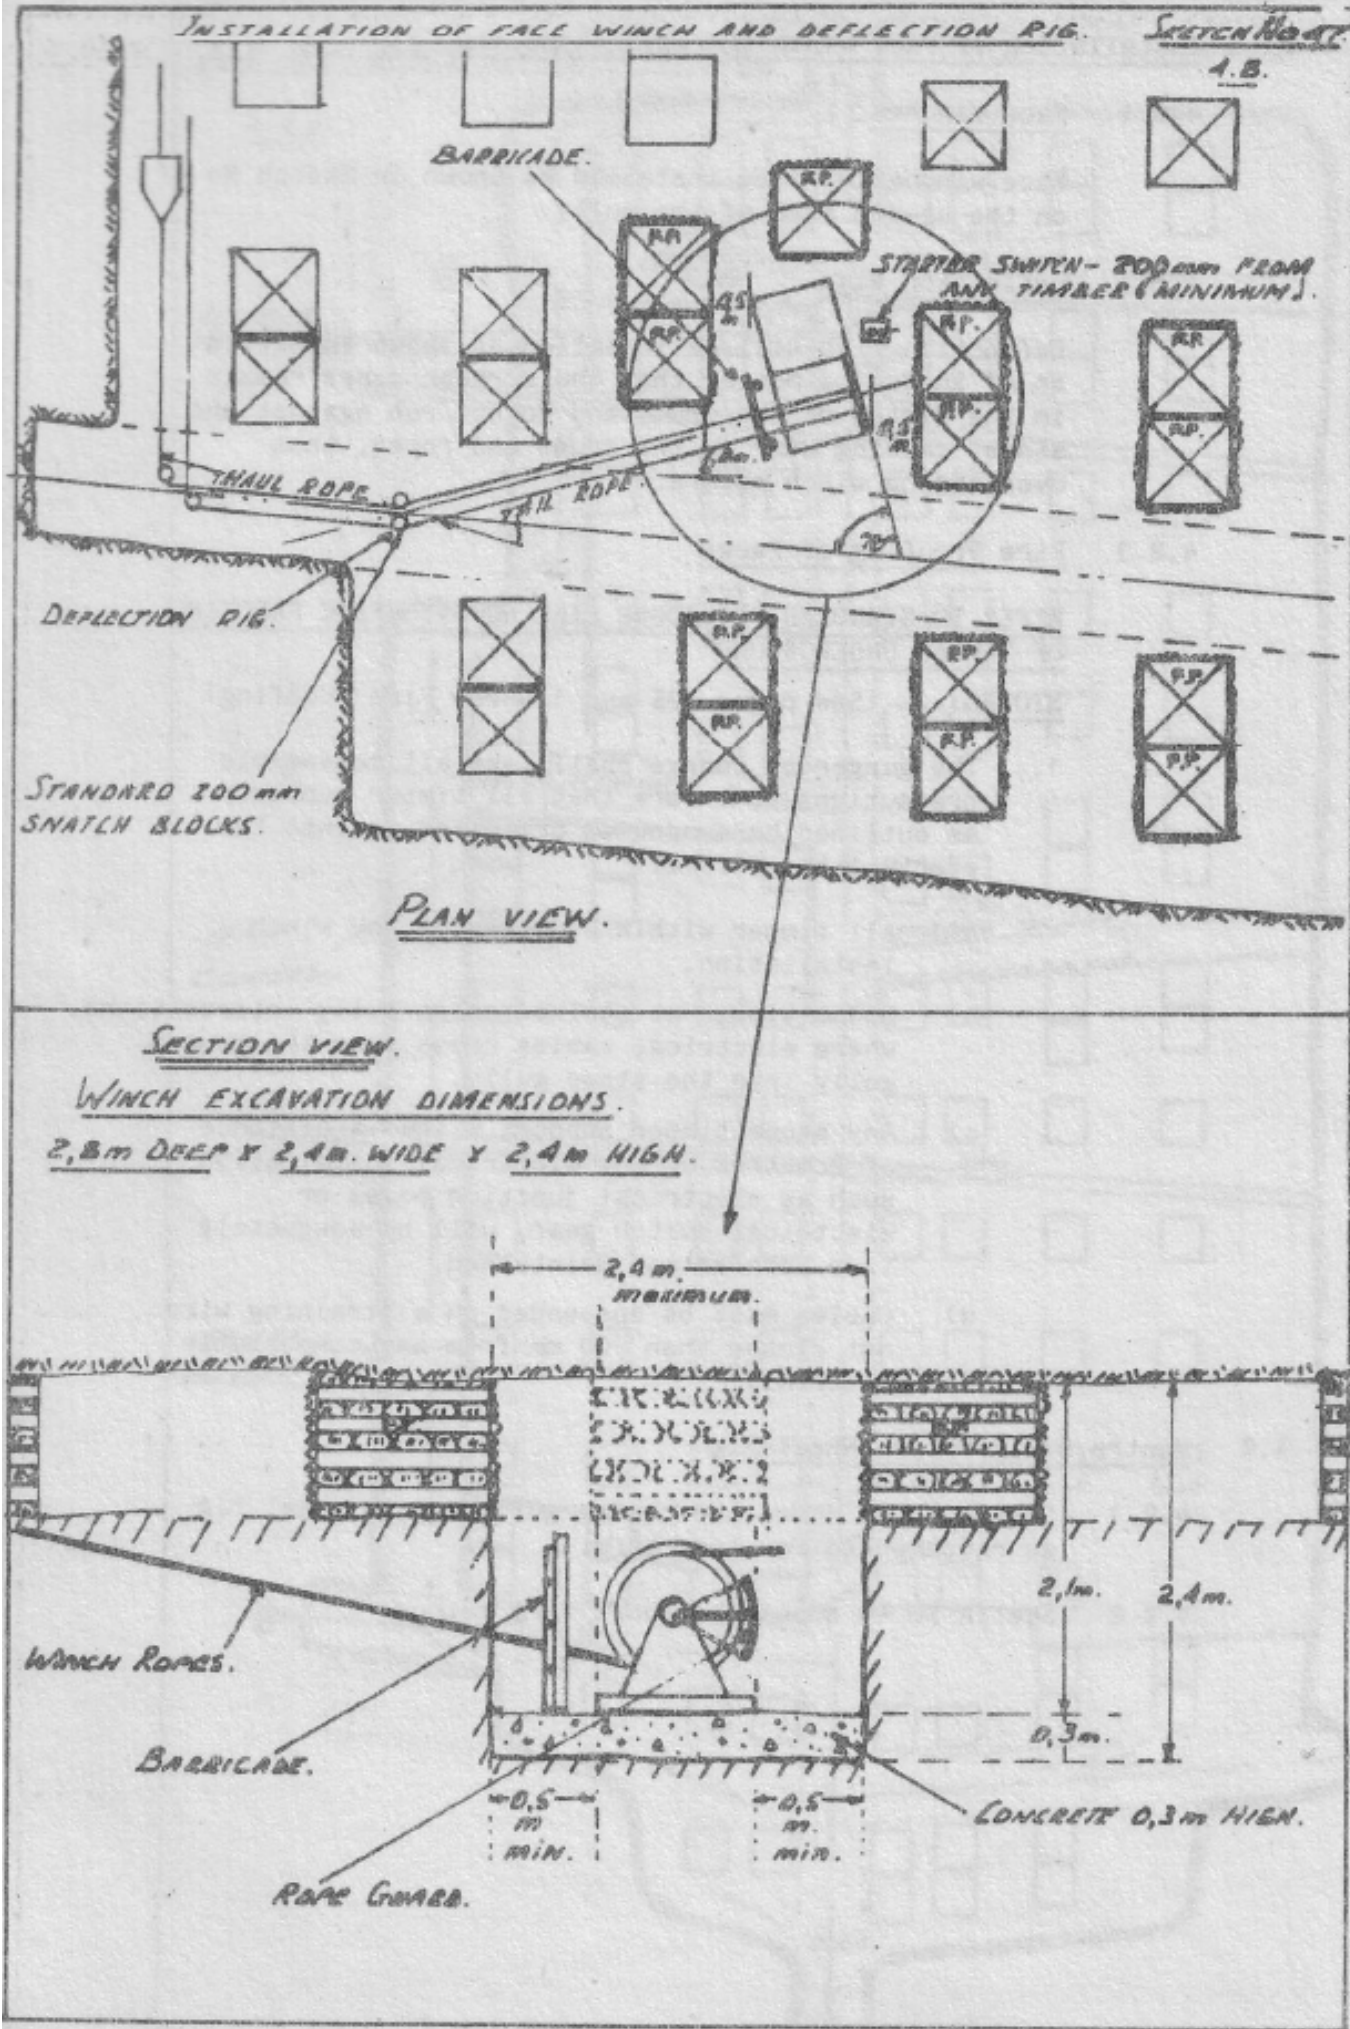 INSTALLATION OF FACE WINCH AND DEFLECTION RIG.
SKETCH No
4.B.
BARRICADE.
R.P.
R.P.
R.P.
STARTER SWITCH - 200mm FROM
ANY TIMBER (MINIMUM).
0,5
m
R.P.
R.P.
R.P.
R.P.
R.P.
0,5
m
2m.
HAUL ROPE
TAIL ROPE.
DEFLECTION RIG.
R.P.
R.P.
R.P.
R.P.
R.P.
R.P.
STANDARD 200mm
SNATCH BLOCKS.
PLAN VIEW.
SECTION VIEW.
WINCH EXCAVATION DIMENSIONS.
2,8m DEEP x 2,4m. WIDE x 2,4m HIGH.
2,4m.
maximum.
2,1m.
2,4m.
WINCH ROPES.
0,3m.
BARRICADE.
0,5
m
min.
0,5
m.
min.
CONCRETE 0,3m HIGH.
ROPE GUARD.